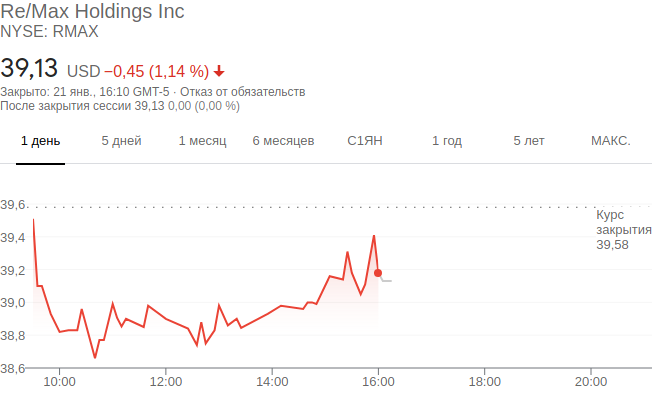 Re/Max Holdings Inc
NYSE: RMAX
39,13 USD −0,45 (1,14 %)
Закрыто: 21 янв., 16:10 GMT-5 · Отказ от обязательств
После закрытия сессии 39,13 0,00 (0,00 %)
1 день 5 дней 1 месяц 6 месяцев С1ЯН 1 год 5 лет МАКС.
39,6
Курс
закрытия
39,58
39,4
39,2
39,0
38,8
38,6
10:00 12:00 14:00 16:00 18:00 20:00